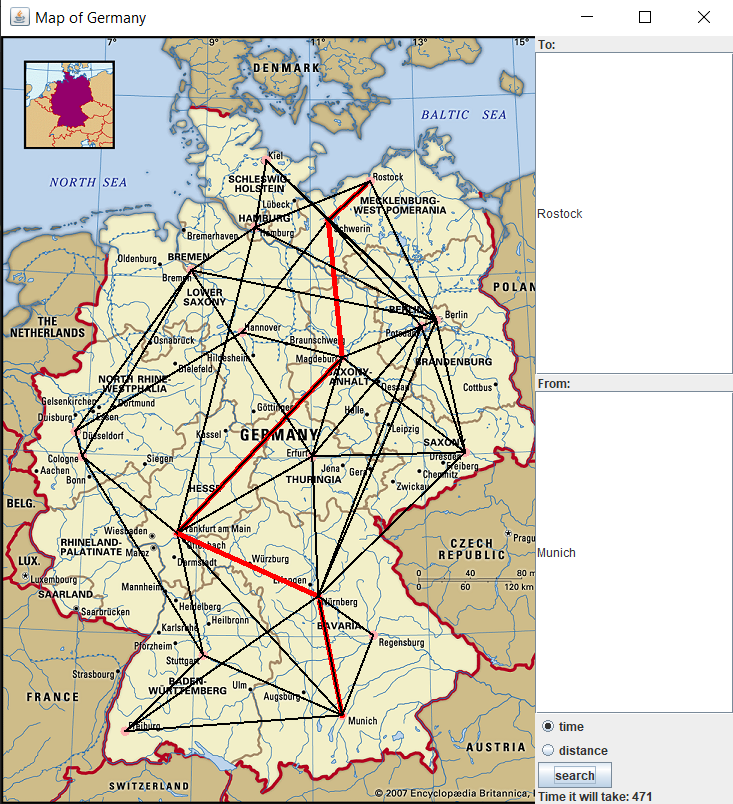 Map of Germany
7°
9°
11°
13°
15°
To:
DENMARK
BALTIC SEA
NORTH SEA
Kiel
Rostock
SCHLESWIG-
HOLSTEIN
MECKLENBURG-
WEST POMERANIA
Lübeck
HAMBURG
Hamburg
Schwerin
Rostock
Bremerhaven
Oldenburg
BREMEN
Bremen
POLAN
LOWER
SAXONY
BERLIN
Berlin
THE
NETHERLANDS
Hannover
Potsdam
Osnabrück
Braunschweig
Hildesheim
Magdeburg
BRANDENBURG
Bielefeld
SAXONY-
ANHALT
NORTH RHINE-
WESTPHALIA
Dessau
Cottbus
From:
Gelsenkirchen
Dortmund
Göttingen
Halle
Duisburg
Essen
Leipzig
Düsseldorf
Kassel
GERMANY
SAXONY
Cologne
Erfurt
Dresden
Aachen
Siegen
Jena
Gera
Freiberg
Chemnitz
Bonn
THURINGIA
Zwickau
HESSE
BELG.
Wiesbaden
Frankfurt am Main
Prague
RHINELAND-
PALATINATE
Offenbach
CZECH
REPUBLIC
Mainz
Munich
LUX.
Darmstadt
Würzburg
Luxembourg
Erlangen
0 40 80 m
0 60 120 km
Mannheim
SAARLAND
Heidelberg
Nürnberg
Saarbrücken
Heilbronn
Karlsruhe
BAVARIA
Pforzheim
Regensburg
Stuttgart
Strasbourg
BADEN-
WÜRTTEMBERG
Ulm
Augsburg
FRANCE
Munich
Freiburg
time
AUSTRIA
distance
SWITZERLAND
search
© 2007 Encyclopædia Britannica, I
Time it will take: 471